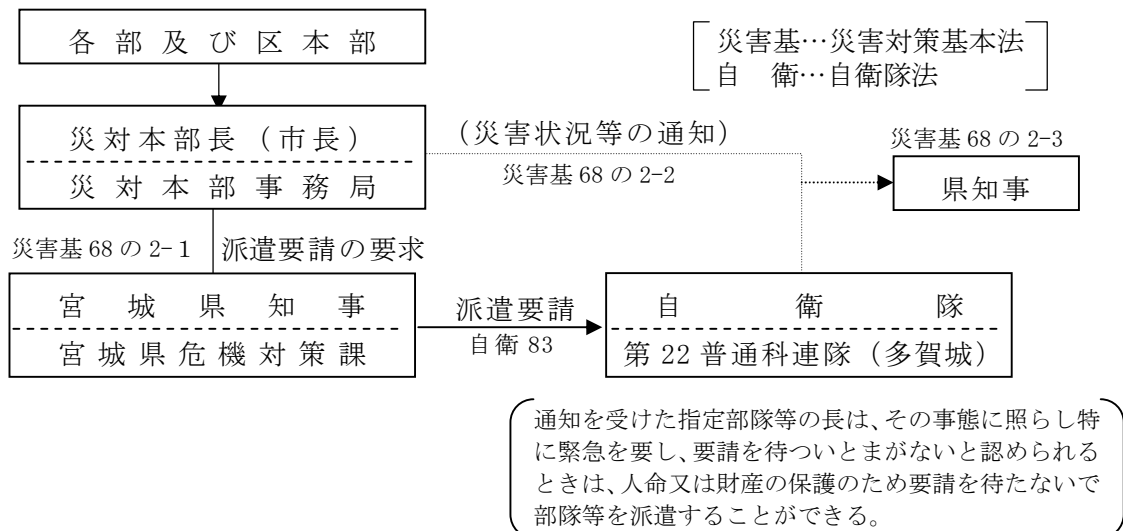 各部及び区本部
災害基…災害対策基本法
自　衛…自衛隊法
災対本部長（市長）
災対本部事務局
（災害状況等の通知）
災害基 68 の 2-2
災害基 68 の 2-3
県知事
災害基 68 の 2-１
派遣要請の要求
宮城県知事
宮城県危機対策課
派遣要請
自衛 83
自衛隊
第 22 普通科連隊（多賀城）
通知を受けた指定部隊等の長は、その事態に照らし特
に緊急を要し、要請を待ついとまがないと認められる
ときは、人命又は財産の保護のため要請を待たないで
部隊等を派遣することができる。